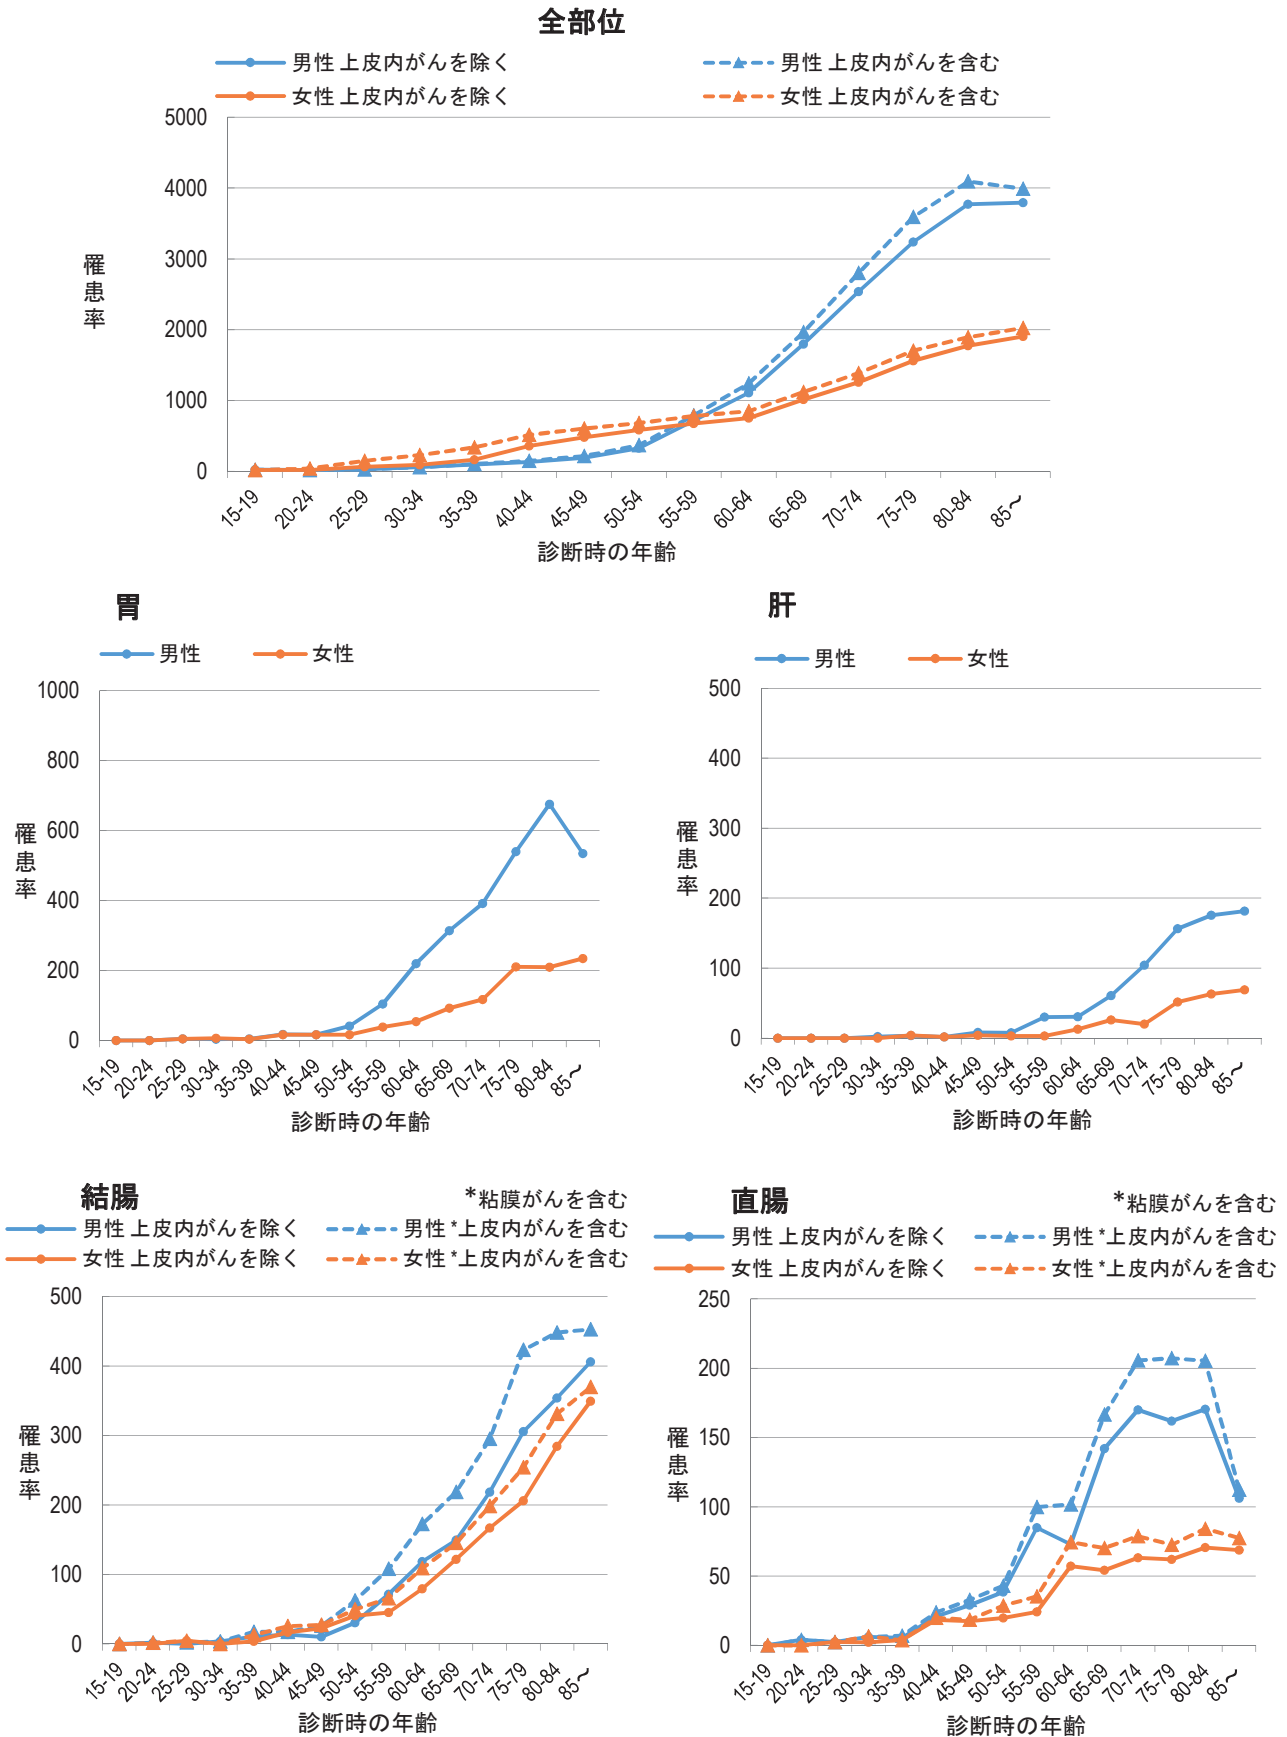 全部位
男性 上皮内がんを除く
男性 上皮内がんを含む
女性 上皮内がんを除く
女性 上皮内がんを含む
5000
4000
3000
2000
1000
0
罹患率
15-19 20-24 25-29 30-34 35-39 40-44 45-49 50-54 55-59 60-64 65-69 70-74 75-79 80-84 85～
診断時の年齢
胃
男性 女性
1000
800
600
400
200
0
罹患率
15-19 20-24 25-29 30-34 35-39 40-44 45-49 50-54 55-59 60-64 65-69 70-74 75-79 80-84 85～
診断時の年齢
肝
男性 女性
500
400
300
200
100
0
罹患率
15-19 20-24 25-29 30-34 35-39 40-44 45-49 50-54 55-59 60-64 65-69 70-74 75-79 80-84 85～
診断時の年齢
結腸
*粘膜がんを含む
男性 上皮内がんを除く
男性 *上皮内がんを含む
女性 上皮内がんを除く
女性 *上皮内がんを含む
500
400
300
200
100
0
罹患率
15-19 20-24 25-29 30-34 35-39 40-44 45-49 50-54 55-59 60-64 65-69 70-74 75-79 80-84 85～
診断時の年齢
直腸
*粘膜がんを含む
男性 上皮内がんを除く
男性 *上皮内がんを含む
女性 上皮内がんを除く
女性 *上皮内がんを含む
250
200
150
100
50
0
罹患率
15-19 20-24 25-29 30-34 35-39 40-44 45-49 50-54 55-59 60-64 65-69 70-74 75-79 80-84 85～
診断時の年齢